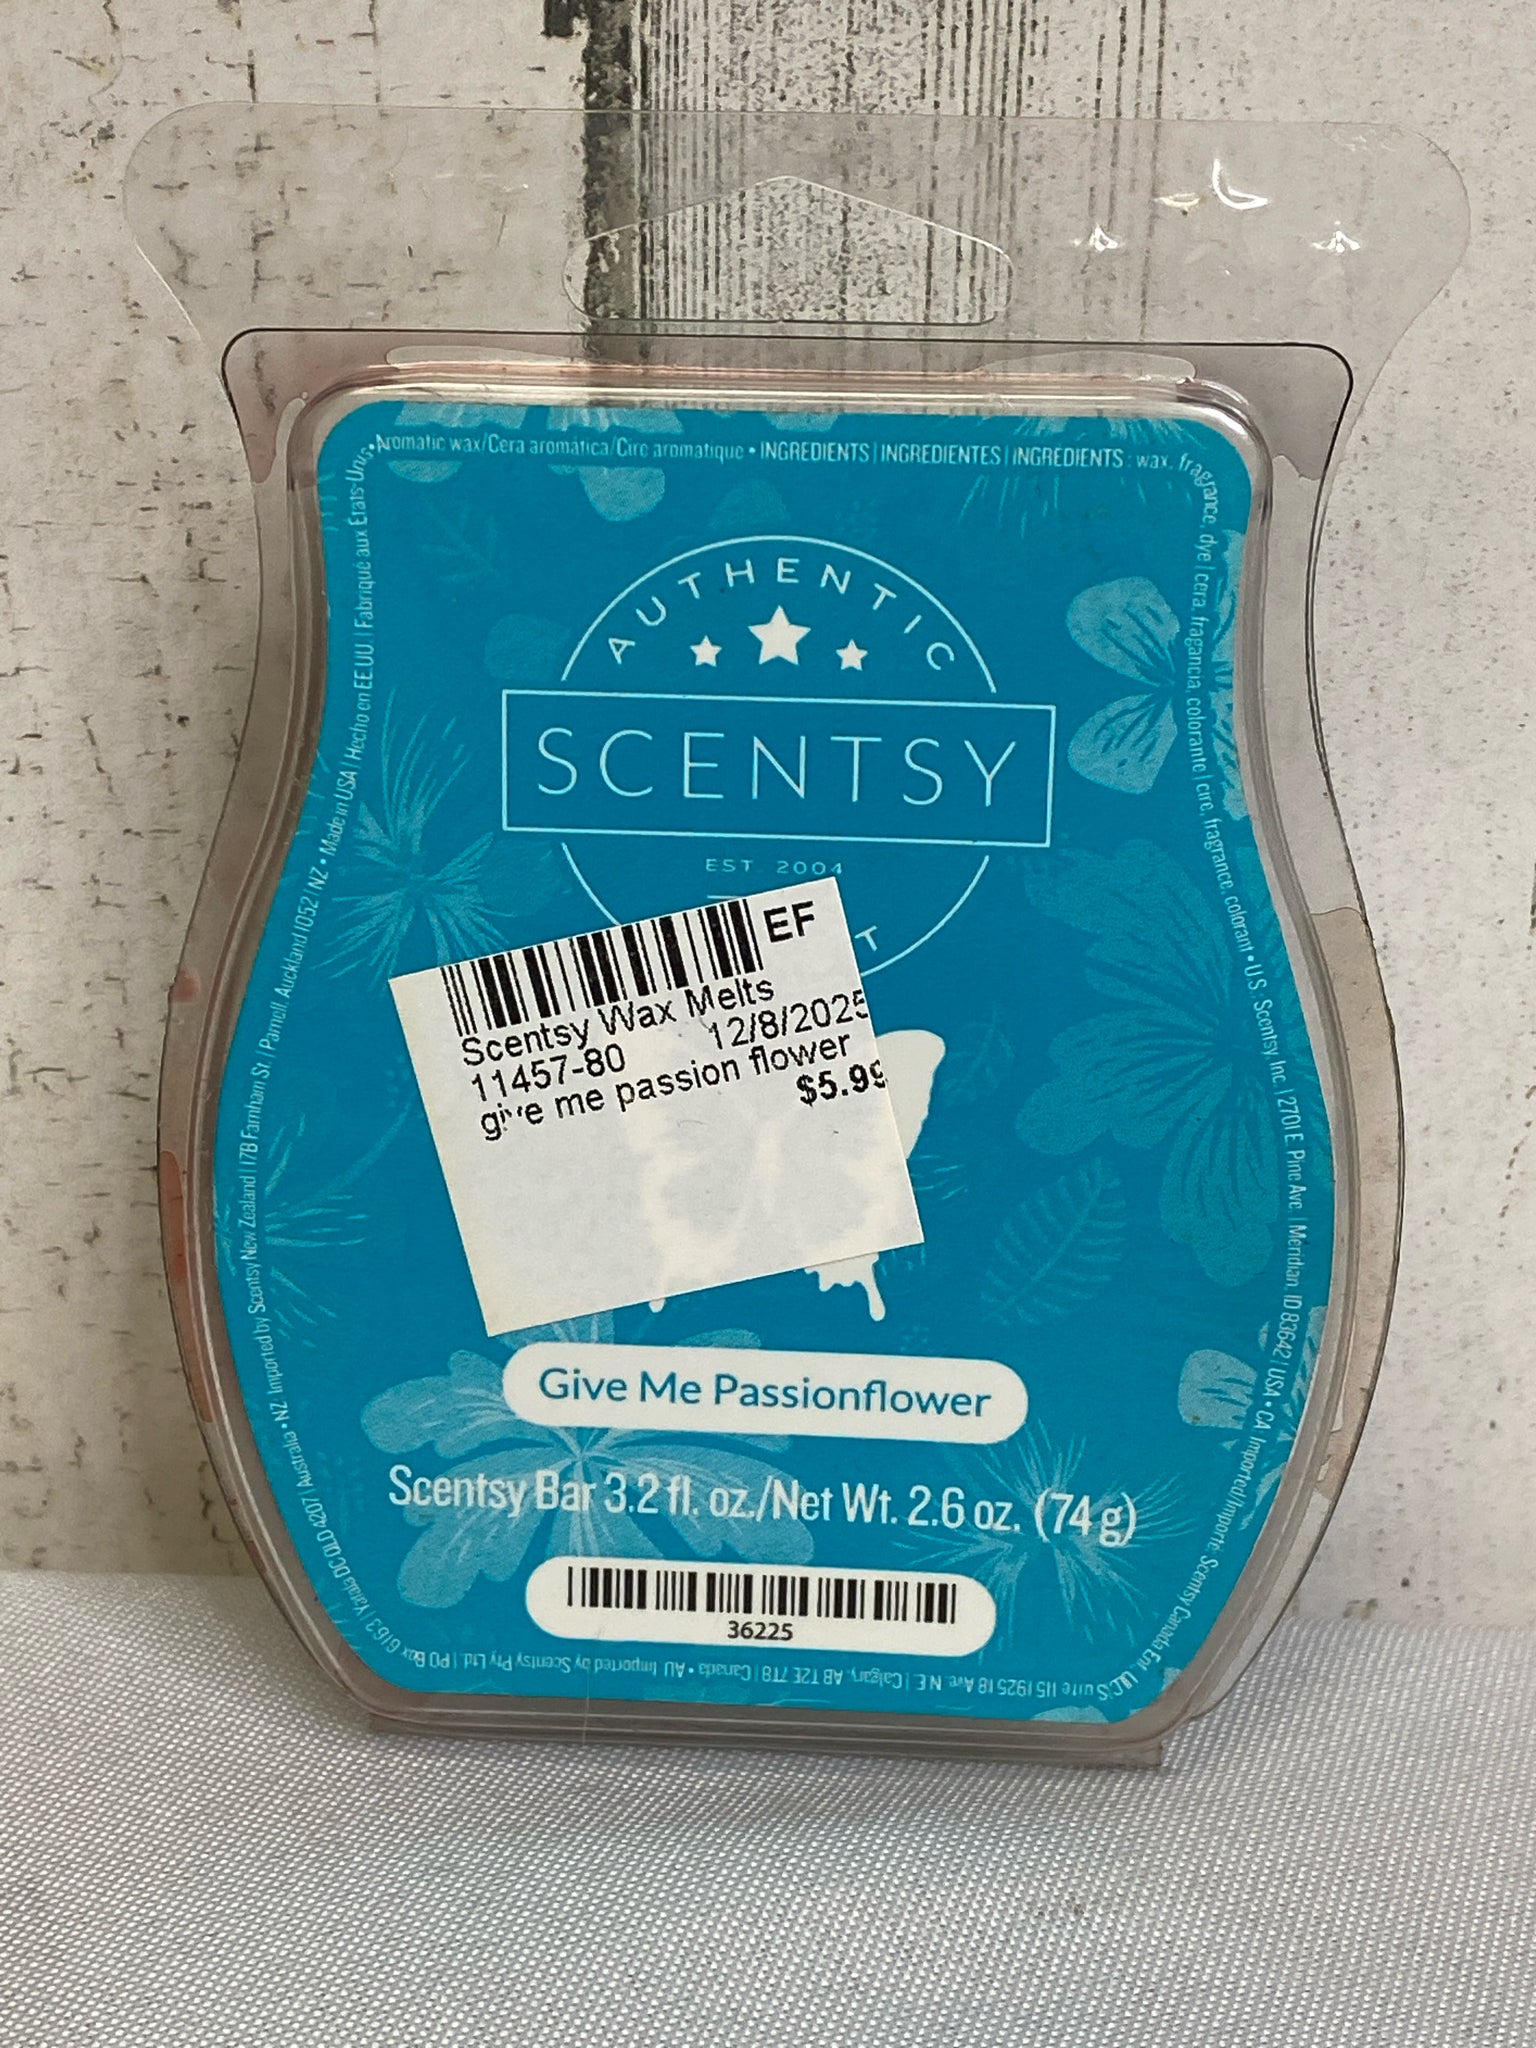 •Aromatic wax/Cera aromática/Cire aromatique • INGREDIENTS | INGREDIENTES | INGREDIENTS : wax, fragrance, dye | cera, fragancia, colorante | cire, fragrance, colorant • U.S. Scentsy Inc. | 2701 E. Pine Ave. | Meridian, ID 83642 | USA • CA Imported/Importé Scentsy Canada Ent. ULC | Suite 115 1925 18 Ave. N.E. | Calgary, AB T2E 7T8 | Canada • AU Imported by Scentsy Pty Ltd. | PO Box 6163 | Yatala DC QLD 4207 | Australia • NZ Imported by Scentsy New Zealand | 17B Farnham St. | Parnell, Auckland 1052 | NZ • Made in USA | Hecho en EE.UU. | Fabriqué aux États-Unis
AUTHENTIC
SCENTSY
EST 2004
T
EF
Scentsy Wax Melts
11457-80 12/8/2025
give me passion flower
$5.99
Give Me Passionflower
Scentsy Bar 3.2 fl. oz./Net Wt. 2.6 oz. (74 g)
36225